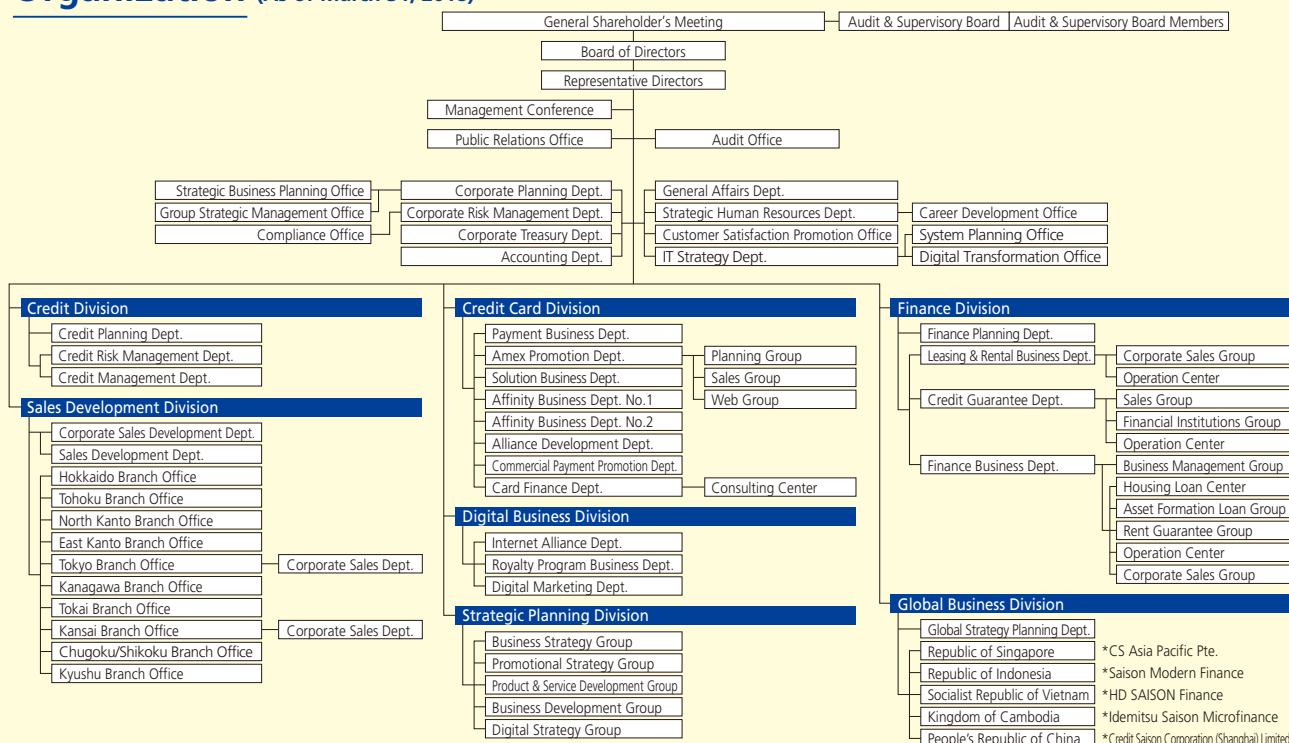 Organization (As of March 31, 2018)
General Shareholder's Meeting
Audit & Supervisory Board
Audit & Supervisory Board Members
Board of Directors
Representative Directors
Management Conference
Public Relations Office
Audit Office
Strategic Business Planning Office
Group Strategic Management Office
Compliance Office
Corporate Planning Dept.
Corporate Risk Management Dept.
Corporate Treasury Dept.
Accounting Dept.
General Affairs Dept.
Strategic Human Resources Dept.
Customer Satisfaction Promotion Office
IT Strategy Dept.
Career Development Office
System Planning Office
Digital Transformation Office
Credit Division
Credit Planning Dept.
Credit Risk Management Dept.
Credit Management Dept.
Sales Development Division
Corporate Sales Development Dept.
Sales Development Dept.
Hokkaido Branch Office
Tohoku Branch Office
North Kanto Branch Office
East Kanto Branch Office
Tokyo Branch Office
Corporate Sales Dept.
Kanagawa Branch Office
Tokai Branch Office
Kansai Branch Office
Corporate Sales Dept.
Chugoku/Shikoku Branch Office
Kyushu Branch Office
Credit Card Division
Payment Business Dept.
Amex Promotion Dept.
Solution Business Dept.
Affinity Business Dept. No.1
Affinity Business Dept. No.2
Alliance Development Dept.
Commercial Payment Promotion Dept.
Card Finance Dept.
Planning Group
Sales Group
Web Group
Consulting Center
Digital Business Division
Internet Alliance Dept.
Royalty Program Business Dept.
Digital Marketing Dept.
Strategic Planning Division
Business Strategy Group
Promotional Strategy Group
Product & Service Development Group
Business Development Group
Digital Strategy Group
Finance Division
Finance Planning Dept.
Leasing & Rental Business Dept.
Corporate Sales Group
Operation Center
Credit Guarantee Dept.
Sales Group
Financial Institutions Group
Operation Center
Finance Business Dept.
Business Management Group
Housing Loan Center
Asset Formation Loan Group
Rent Guarantee Group
Operation Center
Corporate Sales Group
Global Business Division
Global Strategy Planning Dept.
Republic of Singapore *CS Asia Pacific Pte.
Republic of Indonesia *Saison Modern Finance
Socialist Republic of Vietnam *HD SAISON Finance
Kingdom of Cambodia *Idemitsu Saison Microfinance
People's Republic of China *Credit Saison Corporation (Shanghai) Limited